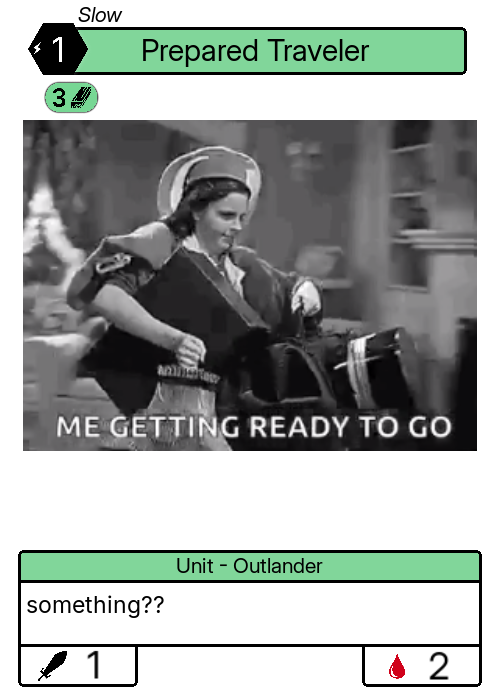 Slow
1
Prepared Traveler
3
ME GETTING READY TO GO
Unit - Outlander
something??
1
2